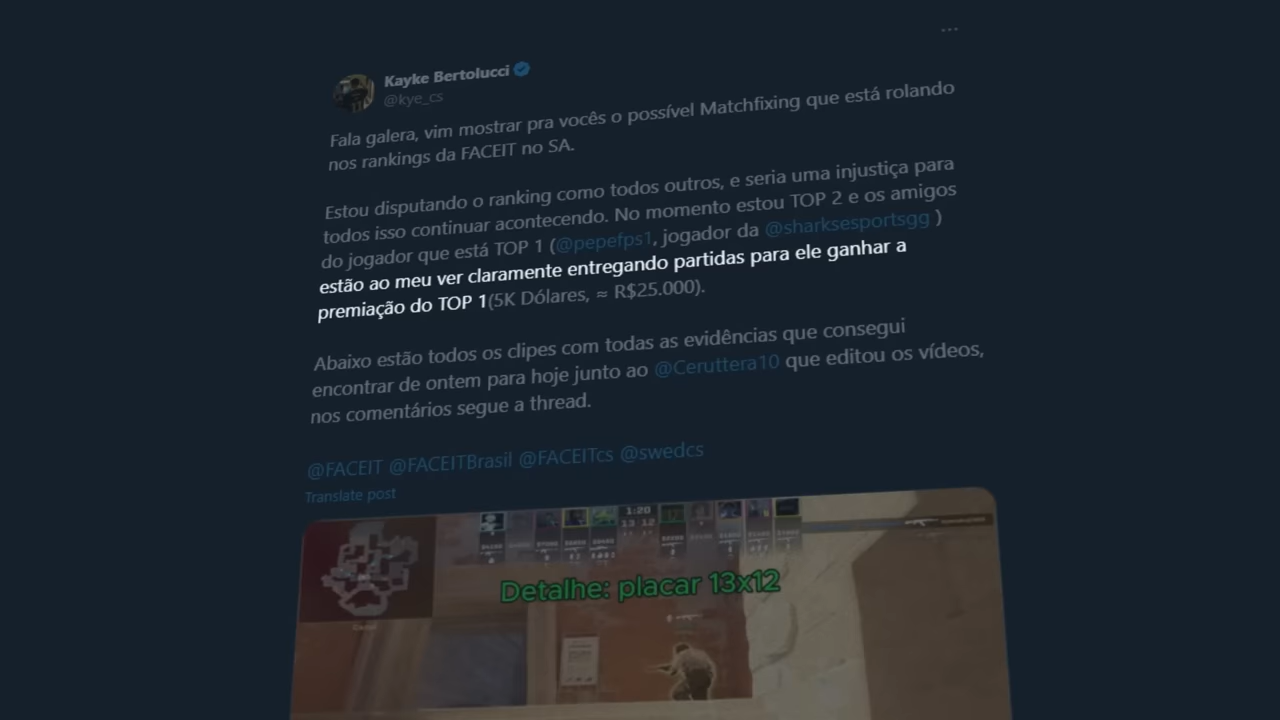 Kayke Bertolucci
@kye_cs
Fala galera, vim mostrar pra vocês o possível Matchfixing que está rolando
nos rankings da FACEIT no SA.
Estou disputando o ranking como todos outros, e seria uma injustiça para
todos isso continuar acontecendo. No momento estou TOP 2 e os amigos
do jogador que está TOP 1 (@pepefps1, jogador da @sharksesportsgg )
estão ao meu ver claramente entregando partidas para ele ganhar a
premiação do TOP 1(5K Dólares, ≈ R$25.000).
Abaixo estão todos os clipes com todas as evidências que consegui
encontrar de ontem para hoje junto ao @Ceruttera10 que editou os vídeos,
nos comentários segue a thread.
@FACEIT @FACEITBrasil @FACEITcs @swedcs
Translate post
1:20
13 12
Detalhe: placar 13x12